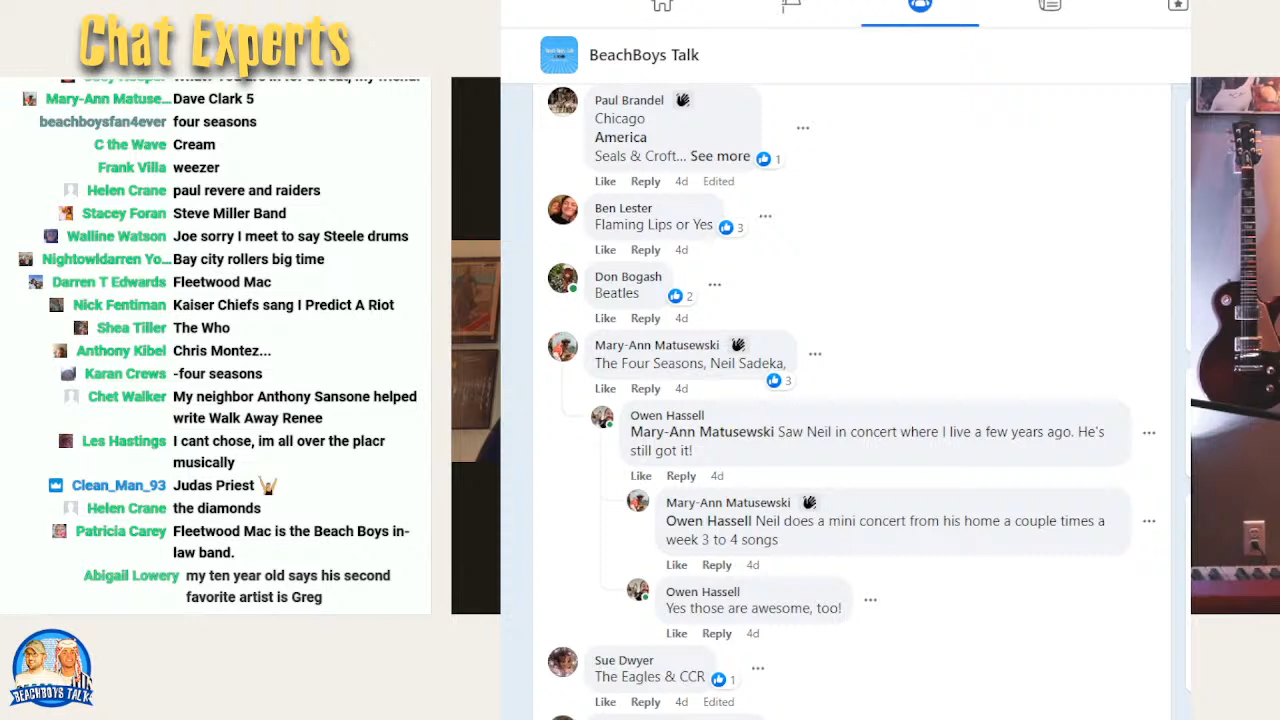 Chat Experts
Mary-Ann Matuse... Dave Clark 5
beachboysfan4ever four seasons
C the Wave Cream
Frank Villa weezer
Helen Crane paul revere and raiders
Stacey Foran Steve Miller Band
Walline Watson Joe sorry I meet to say Steele drums
Nightowldarren Yo... Bay city rollers big time
Darren T Edwards Fleetwood Mac
Nick Fentiman Kaiser Chiefs sang I Predict A Riot
Shea Tiller The Who
Anthony Kibel Chris Montez...
Karan Crews -four seasons
Chet Walker My neighbor Anthony Sansone helped
write Walk Away Renee
Les Hastings I cant chose, im all over the placr
musically
Clean_Man_93 Judas Priest
Helen Crane the diamonds
Patricia Carey Fleetwood Mac is the Beach Boys in-
law band.
Abigail Lowery my ten year old says his second
favorite artist is Greg
BEACHBOYS TALK
BeachBoys Talk
Paul Brandel
Chicago
America
Seals & Croft... See more 1
Like Reply 4d Edited
Ben Lester
Flaming Lips or Yes 3
Like Reply 4d
Don Bogash
Beatles 2
Like Reply 4d
Mary-Ann Matusewski
The Four Seasons, Neil Sadeka,
3
Like Reply 4d
Owen Hassell
Mary-Ann Matusewski Saw Neil in concert where I live a few years ago. He's
still got it!
Like Reply 4d
Mary-Ann Matusewski
Owen Hassell Neil does a mini concert from his home a couple times a
week 3 to 4 songs
Like Reply 4d
Owen Hassell
Yes those are awesome, too!
Like Reply 4d
Sue Dwyer
The Eagles & CCR 1
Like Reply 4d Edited